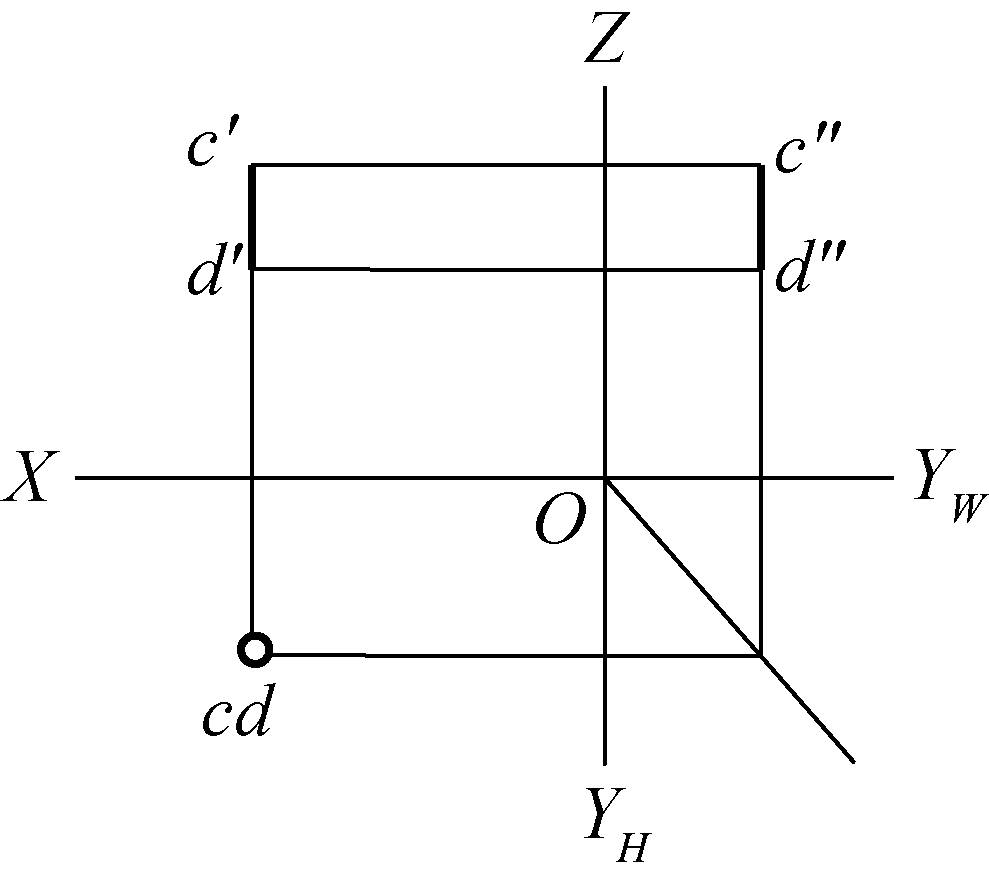 Z
c′ c″
d′ d″
X O Y_W
cd
Y_H